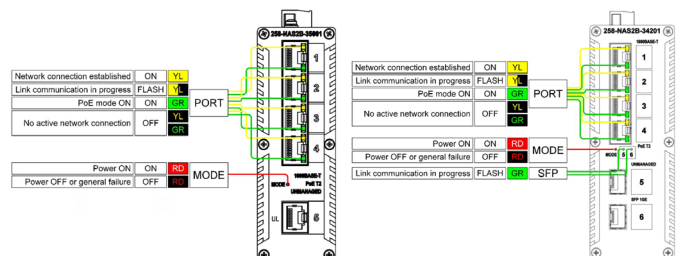 258-NAS2B-35001
Network connection established ON YL
Link communication in progress FLASH YL
PoE mode ON ON GR
No active network connection OFF YL
GR
PORT
1
2
3
4
Power ON ON RD
Power OFF or general failure OFF RD
MODE
MODE
1000BASE-T
PoE T2
UNMANAGED
UL
258-NAS2B-34201
1000BASE-T
Network connection established ON YL
Link communication in progress FLASH YL
PoE mode ON ON GR
No active network connection OFF YL
GR
PORT
1
2
3
4
PoE T2
Power ON ON RD
Power OFF or general failure OFF RD
MODE
Link communication in progress FLASH GR SFP
MODE 5 6
UNMANAGED
5
SFP 1GE
6